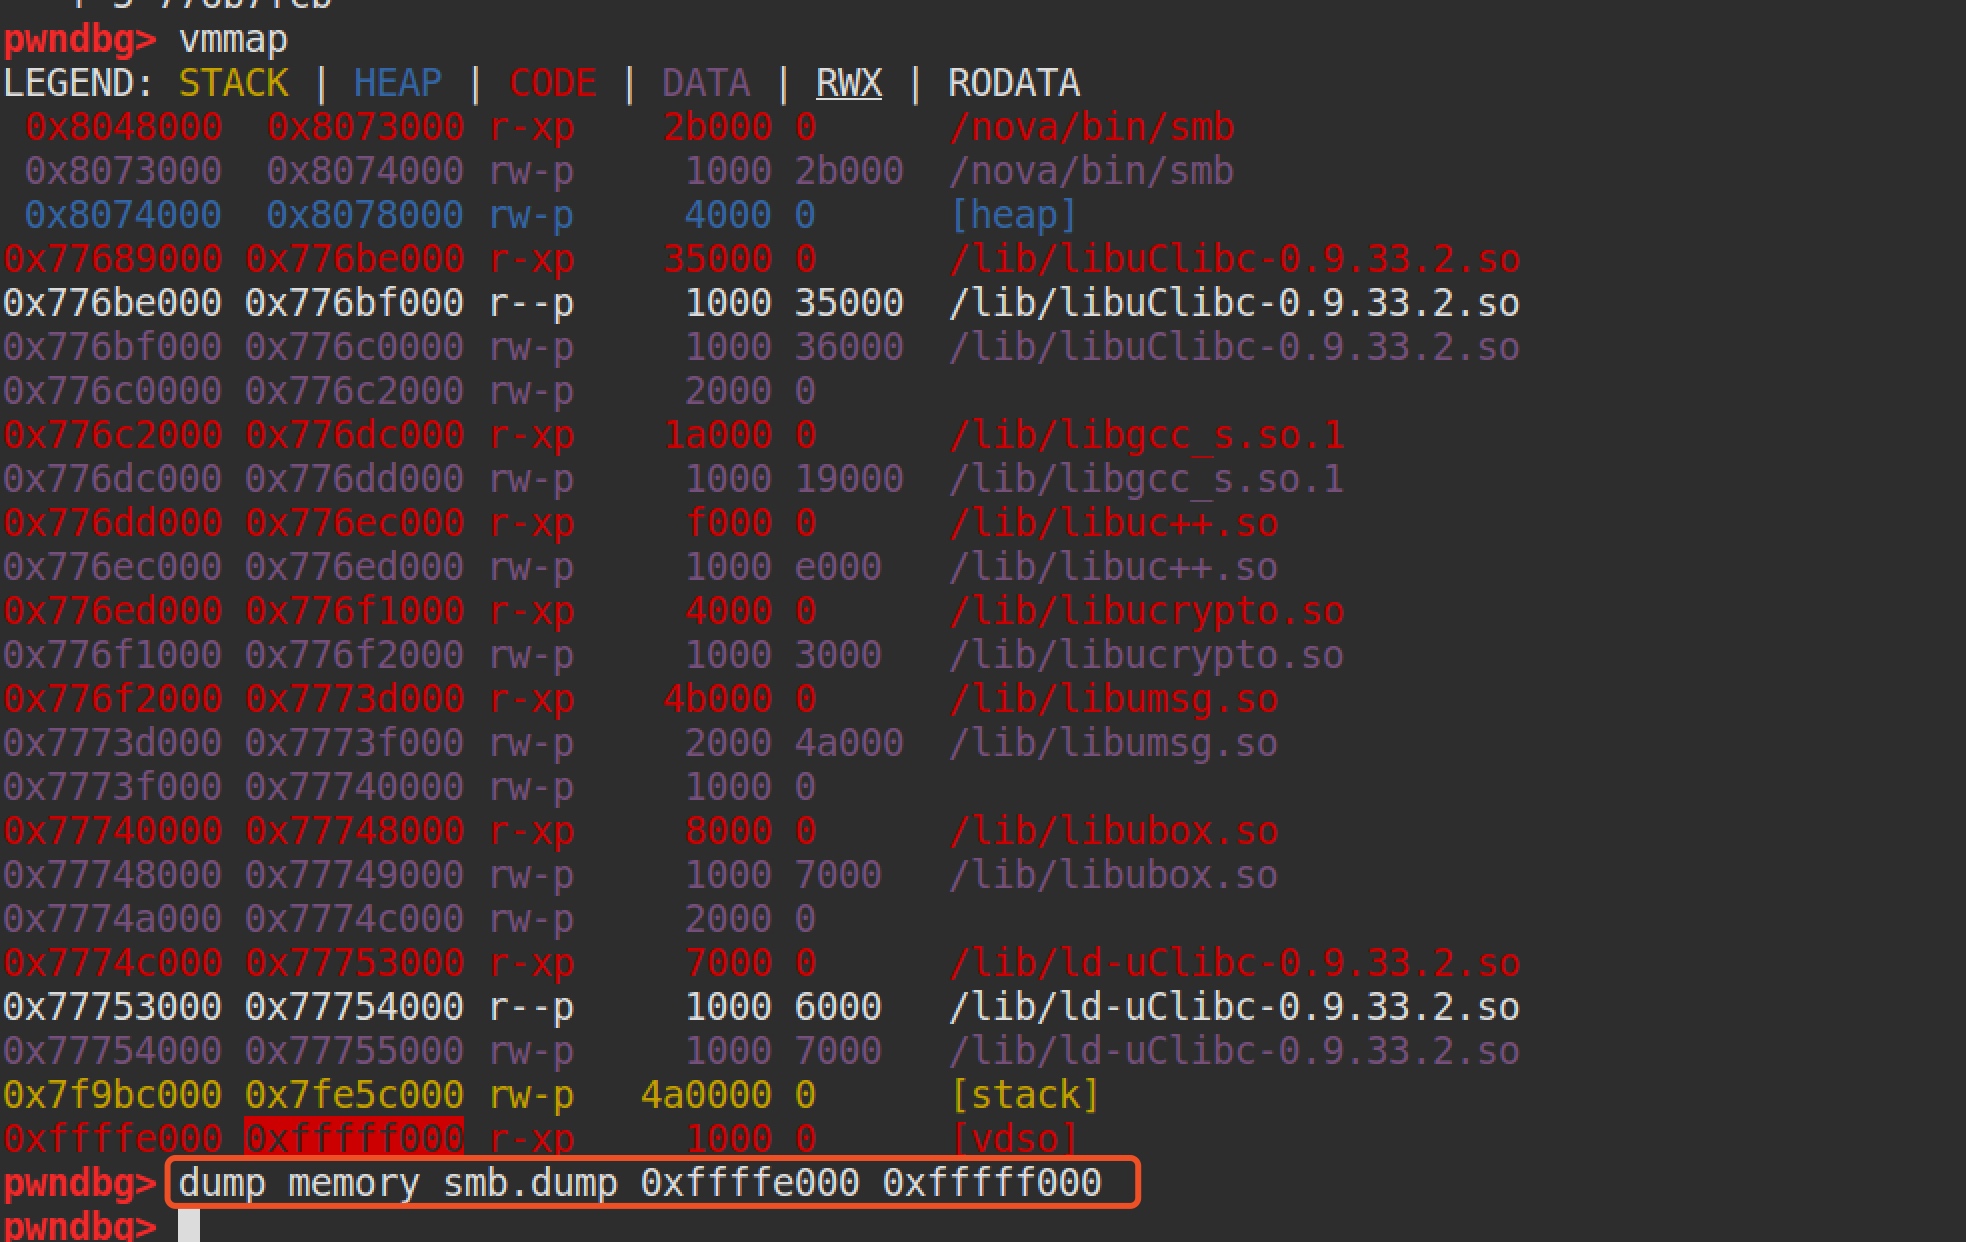 pwndbg> vmmap
LEGEND: STACK | HEAP | CODE | DATA | RWX | RODATA
0x8048000 0x8073000 r-xp 2b000 0 /nova/bin/smb
0x8073000 0x8074000 rw-p 1000 2b000 /nova/bin/smb
0x8074000 0x8078000 rw-p 4000 0 [heap]
0x77689000 0x776be000 r-xp 35000 0 /lib/libuClibc-0.9.33.2.so
0x776be000 0x776bf000 r--p 1000 35000 /lib/libuClibc-0.9.33.2.so
0x776bf000 0x776c0000 rw-p 1000 36000 /lib/libuClibc-0.9.33.2.so
0x776c0000 0x776c2000 rw-p 2000 0
0x776c2000 0x776dc000 r-xp 1a000 0 /lib/libgcc_s.so.1
0x776dc000 0x776dd000 rw-p 1000 19000 /lib/libgcc_s.so.1
0x776dd000 0x776ec000 r-xp f000 0 /lib/libuc++.so
0x776ec000 0x776ed000 rw-p 1000 e000 /lib/libuc++.so
0x776ed000 0x776f1000 r-xp 4000 0 /lib/libucrypto.so
0x776f1000 0x776f2000 rw-p 1000 3000 /lib/libucrypto.so
0x776f2000 0x7773d000 r-xp 4b000 0 /lib/libumsg.so
0x7773d000 0x7773f000 rw-p 2000 4a000 /lib/libumsg.so
0x7773f000 0x77740000 rw-p 1000 0
0x77740000 0x77748000 r-xp 8000 0 /lib/libubox.so
0x77748000 0x77749000 rw-p 1000 7000 /lib/libubox.so
0x7774a000 0x7774c000 rw-p 2000 0
0x7774c000 0x77753000 r-xp 7000 0 /lib/ld-uClibc-0.9.33.2.so
0x77753000 0x77754000 r--p 1000 6000 /lib/ld-uClibc-0.9.33.2.so
0x77754000 0x77755000 rw-p 1000 7000 /lib/ld-uClibc-0.9.33.2.so
0x7f9bc000 0x7fe5c000 rw-p 4a0000 0 [stack]
0xffffe000 0xfffff000 r-xp 1000 0 [vdso]
pwndbg> dump memory smb.dump 0xffffe000 0xfffff000
pwndbg>